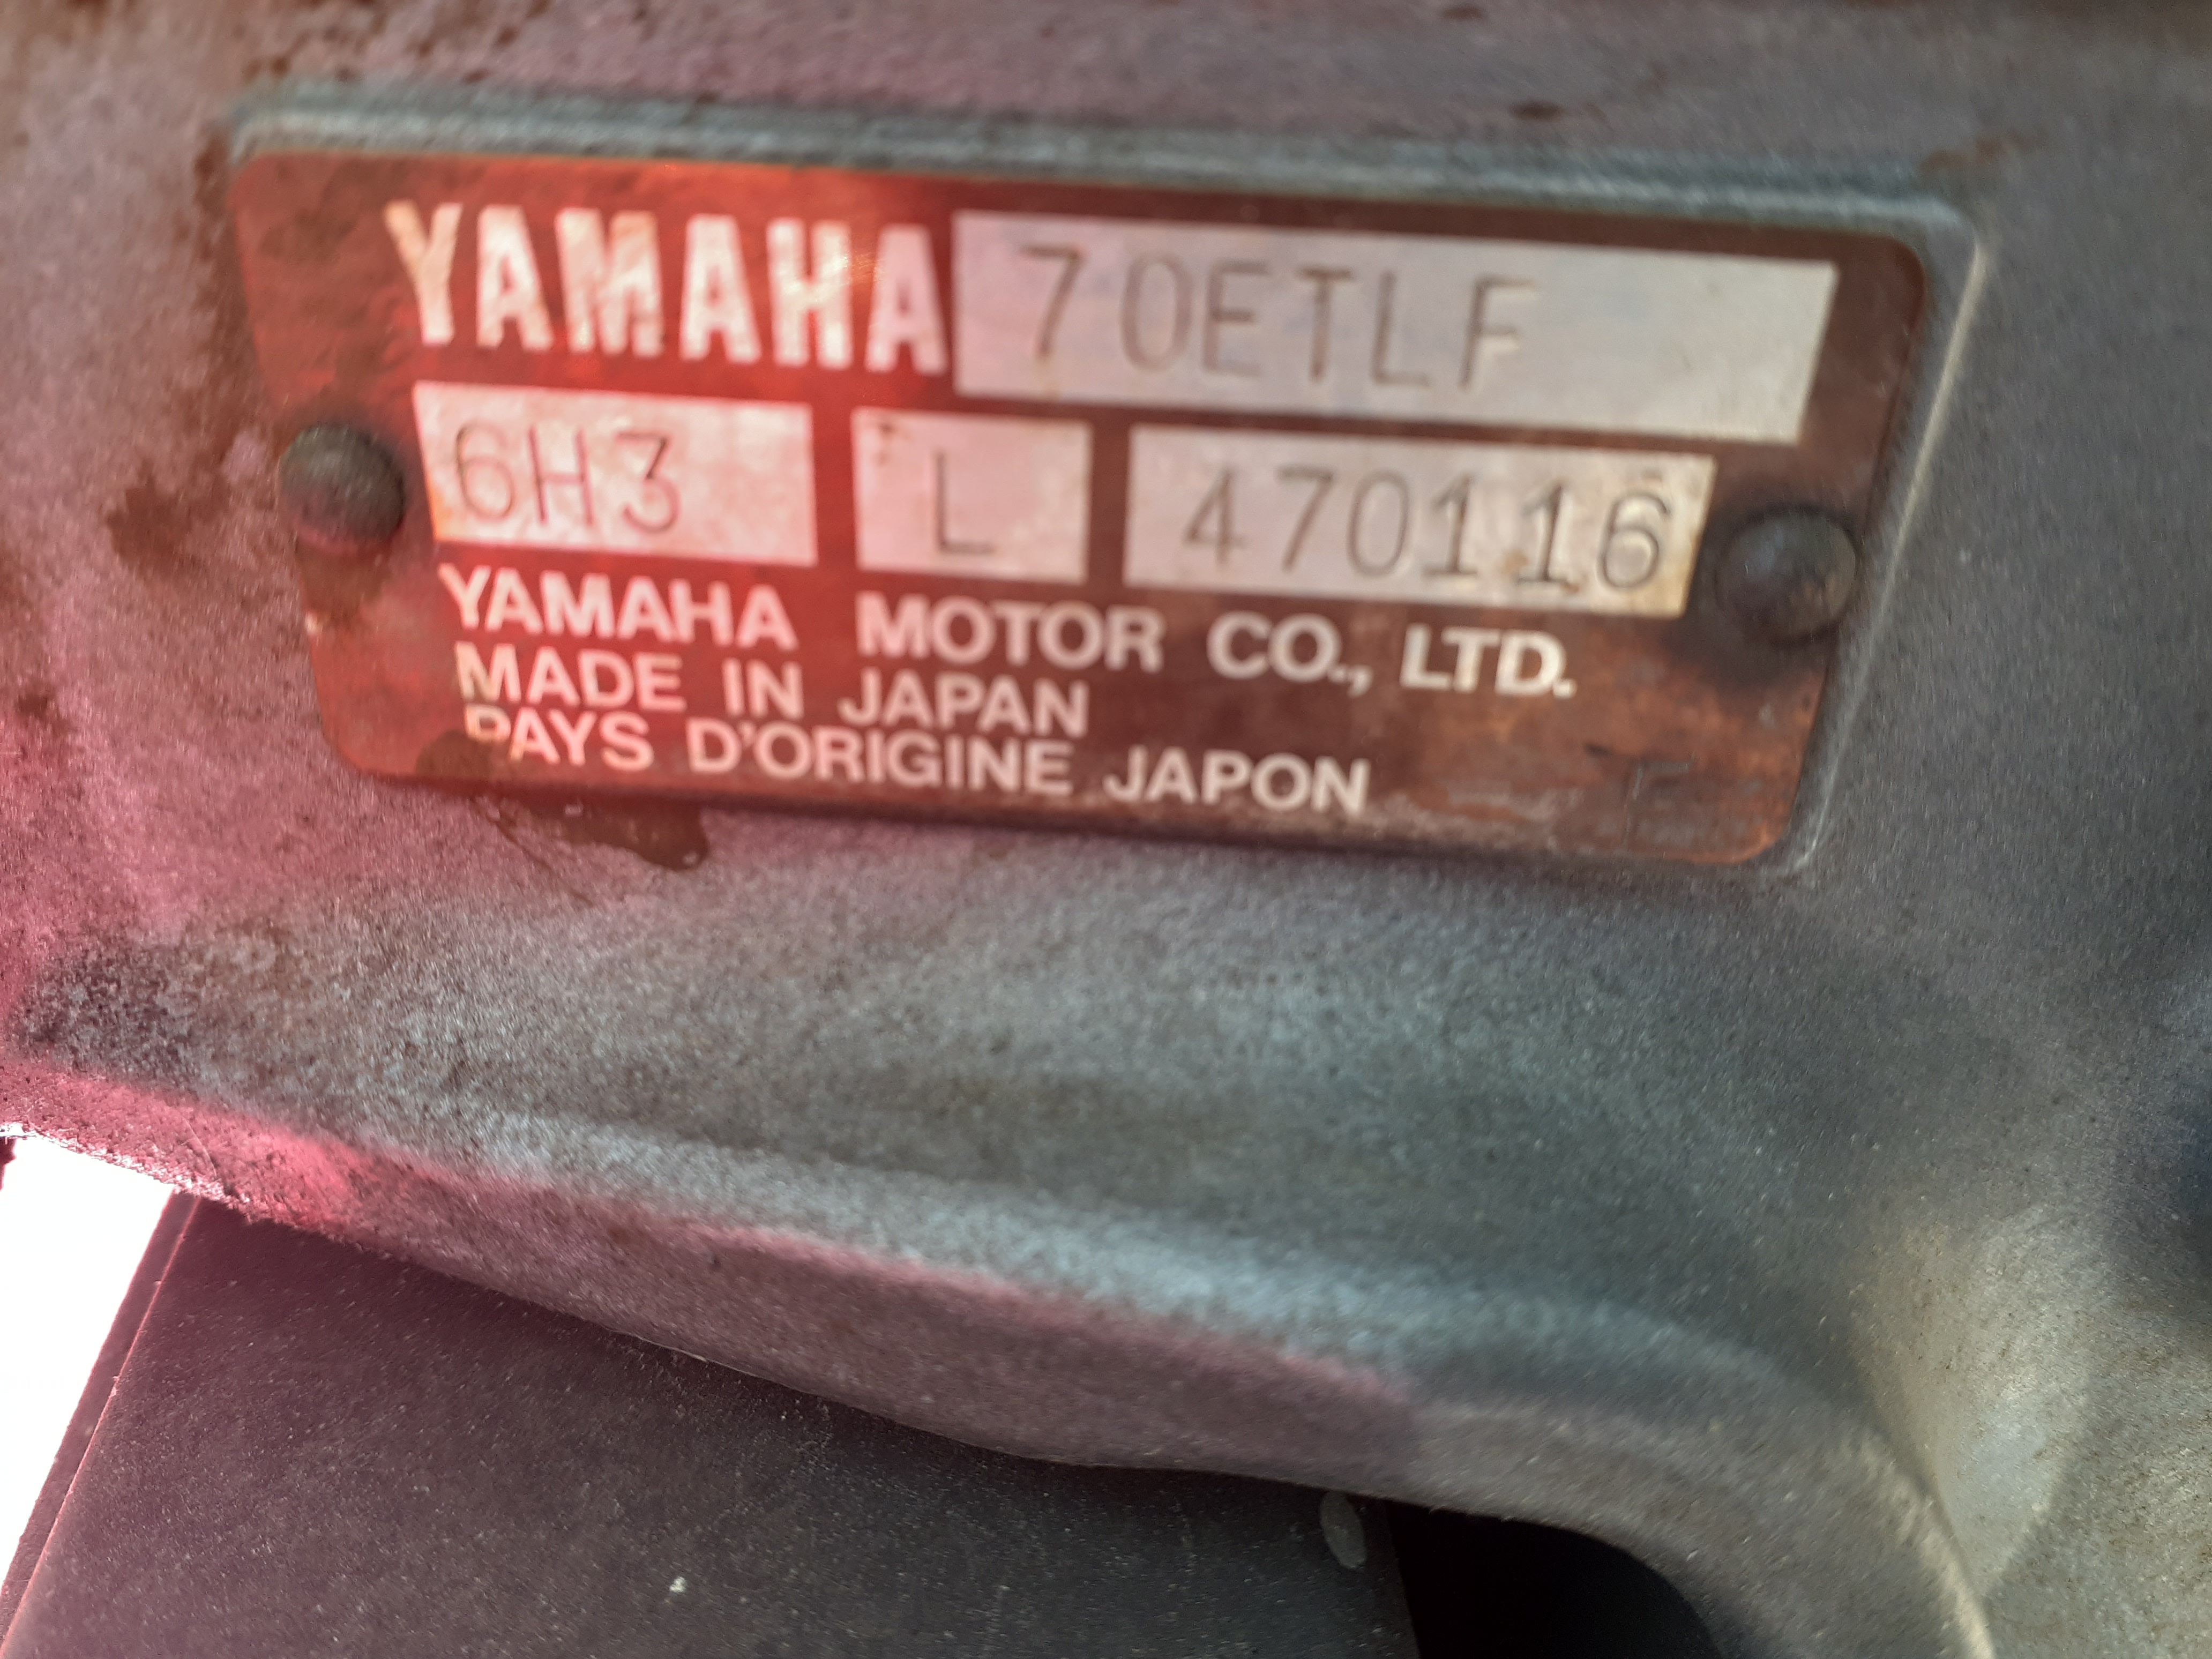 YAMAHA 70ETLF
6H3 L 470116
YAMAHA MOTOR CO., LTD.
MADE IN JAPAN
PAYS D'ORIGINE JAPON